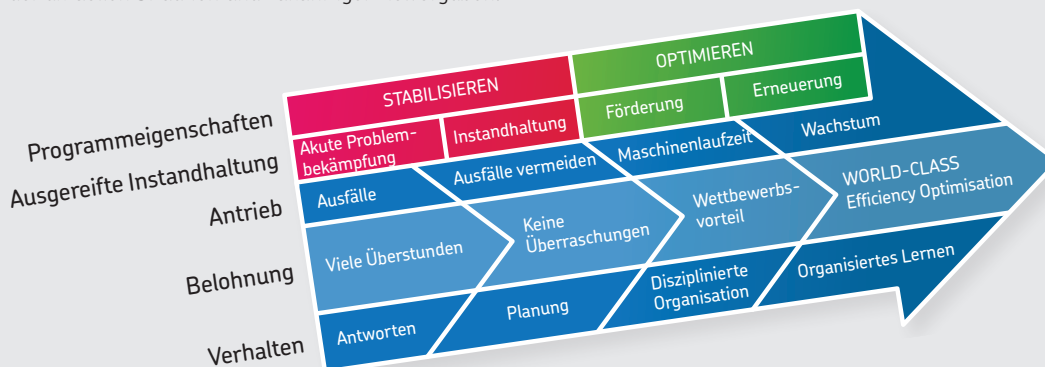 STABILISIEREN
OPTIMIEREN
Programmeigenschaften
Akute Problem-
bekämpfung
Instandhaltung
Förderung
Erneuerung
Ausgereifte Instandhaltung
Antrieb
Ausfälle
Ausfälle vermeiden
Maschinenlaufzeit
Wachstum
Belohnung
Viele Überstunden
Keine
Überraschungen
Wettbewerbs-
vorteil
WORLD-CLASS
Efficiency Optimisation
Verhalten
Antworten
Planung
Disziplinierte
Organisation
Organisiertes Lernen